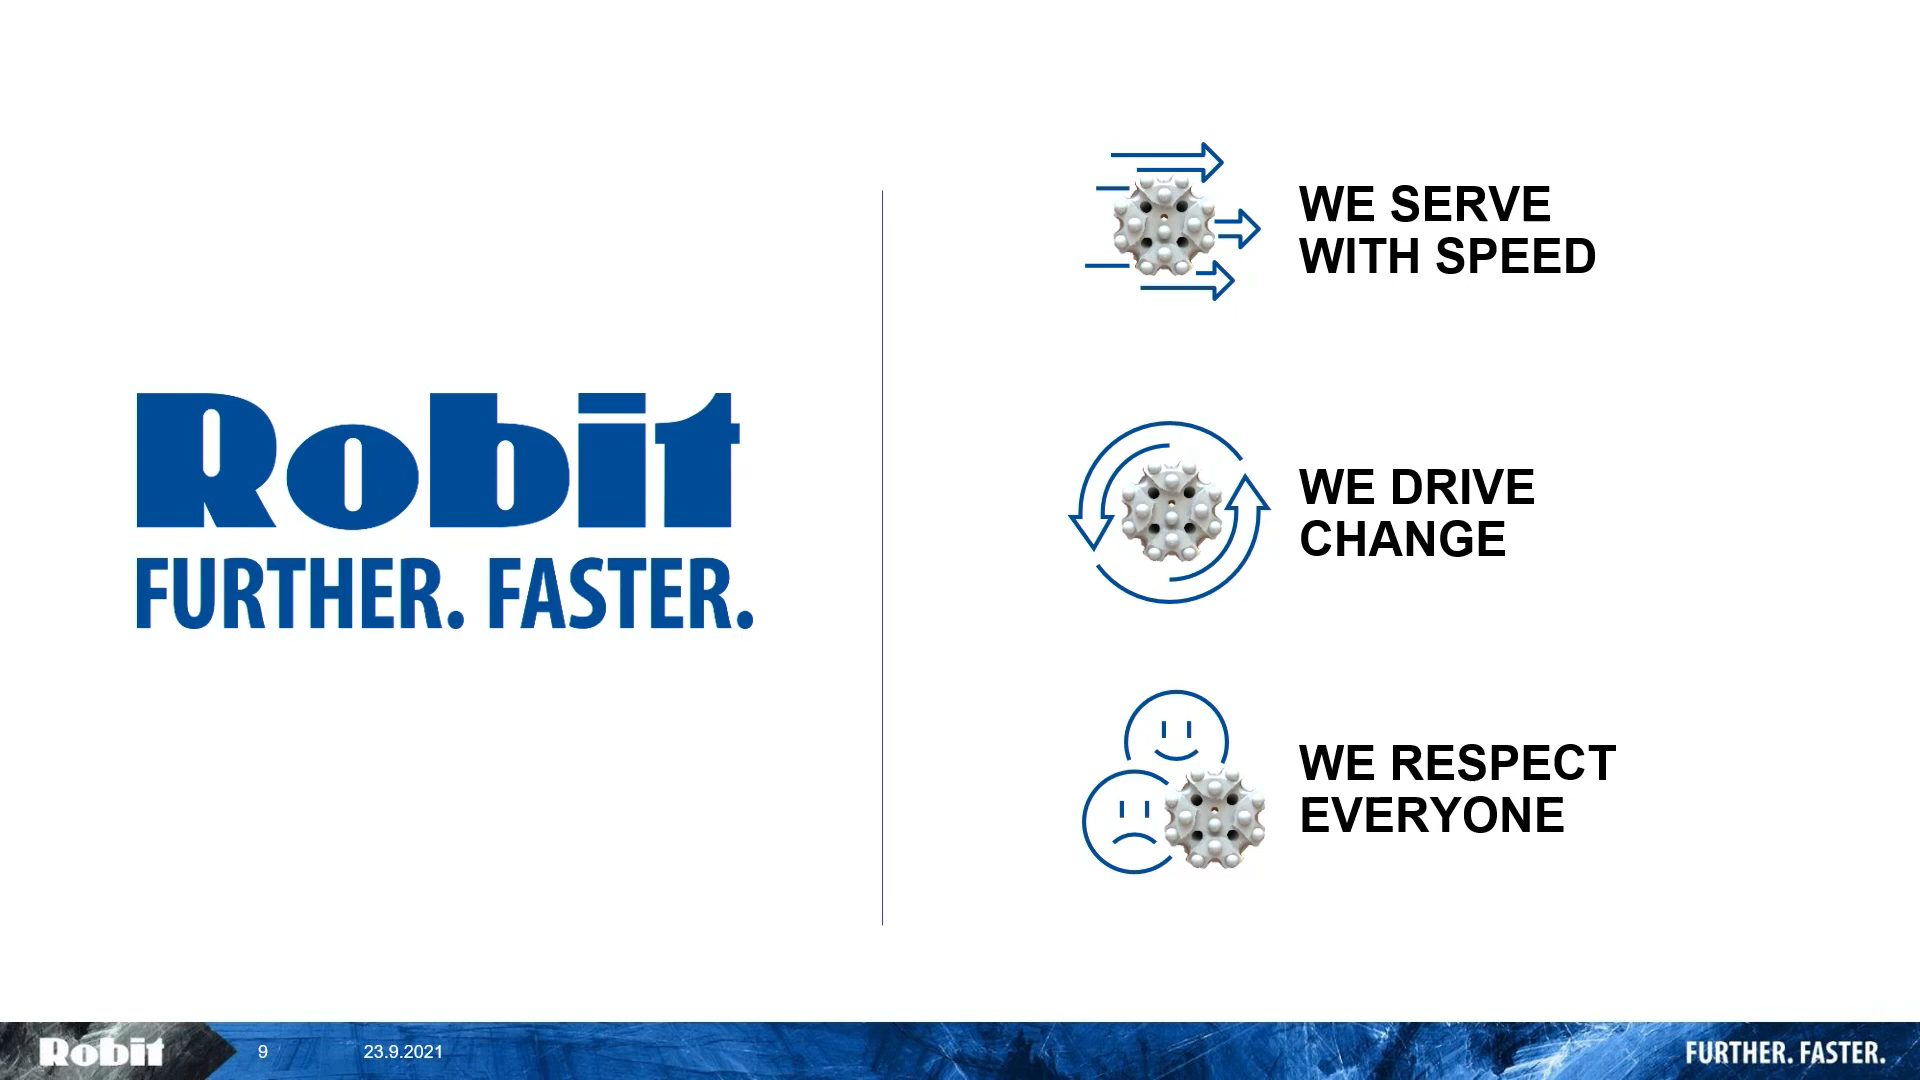 Robit
FURTHER. FASTER.
WE SERVE
WITH SPEED
WE DRIVE
CHANGE
WE RESPECT
EVERYONE
Robit
9
23.9.2021
FURTHER. FASTER.